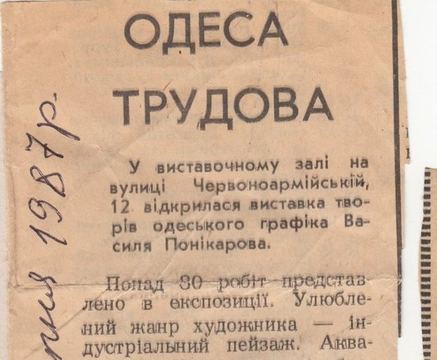 ОДЕСА
ТРУДОВА
У виставочному залі на
вулиці Червоноармійській,
12 відкрилася виставка тво-
рів одеського графіка Ва-
силя Понікарова.
Понад 30 робіт представ-
лено в експозиції. Улюбле-
ний жанр художника — ін-
дустріальний пейзаж. Аква-
1987 р.